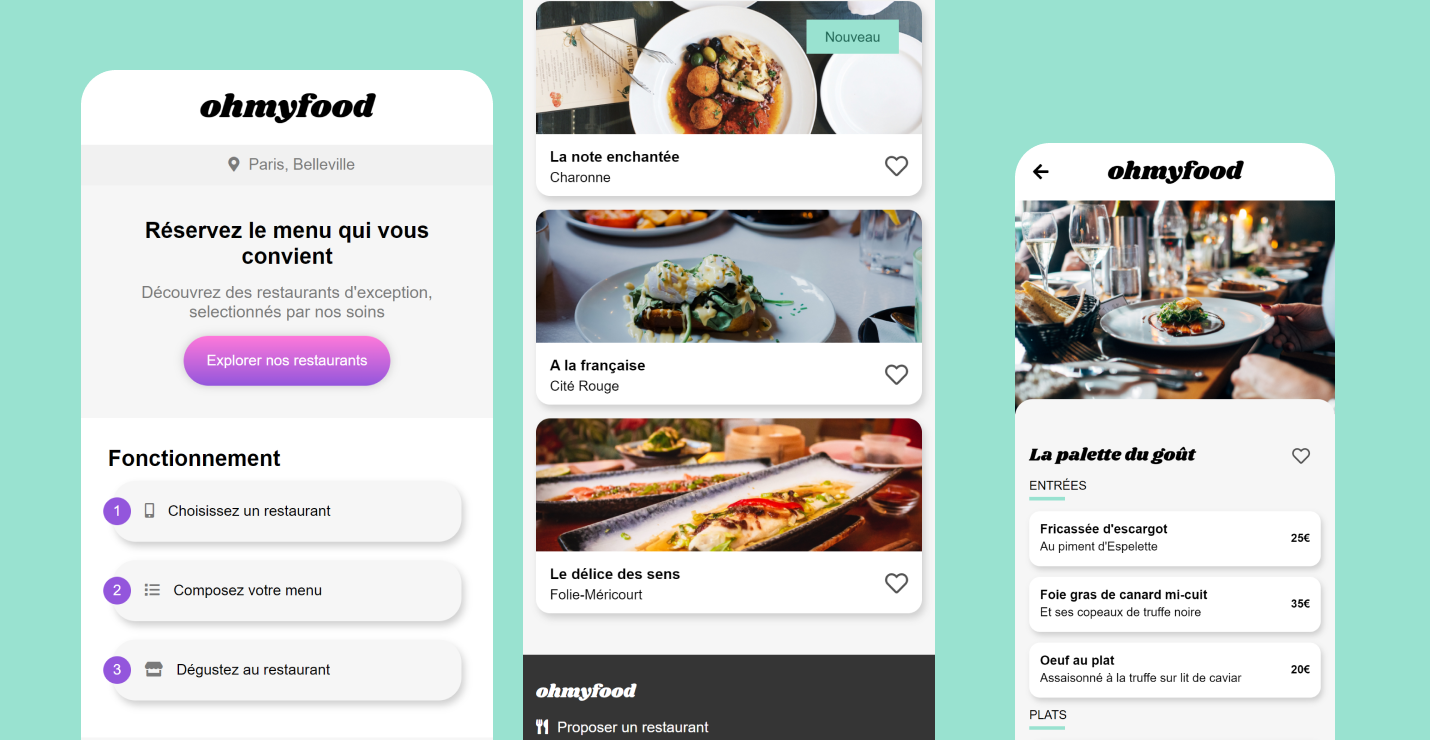 ohmyfood
Paris, Belleville
Réservez le menu qui vous
convient
Découvrez des restaurants d'exception,
selectionnés par nos soins
Explorer nos restaurants
Fonctionnement
1 Choisissez un restaurant
2 Composez votre menu
3 Dégustez au restaurant
Nouveau
La note enchantée
Charonne
A la française
Cité Rouge
Le délice des sens
Folie-Méricourt
ohmyfood
Proposer un restaurant
ohmyfood
La palette du goût
ENTRÉES
Fricassée d'escargot
Au piment d'Espelette
25€
Foie gras de canard mi-cuit
Et ses copeaux de truffe noire
35€
Oeuf au plat
Assaisonné à la truffe sur lit de caviar
20€
PLATS